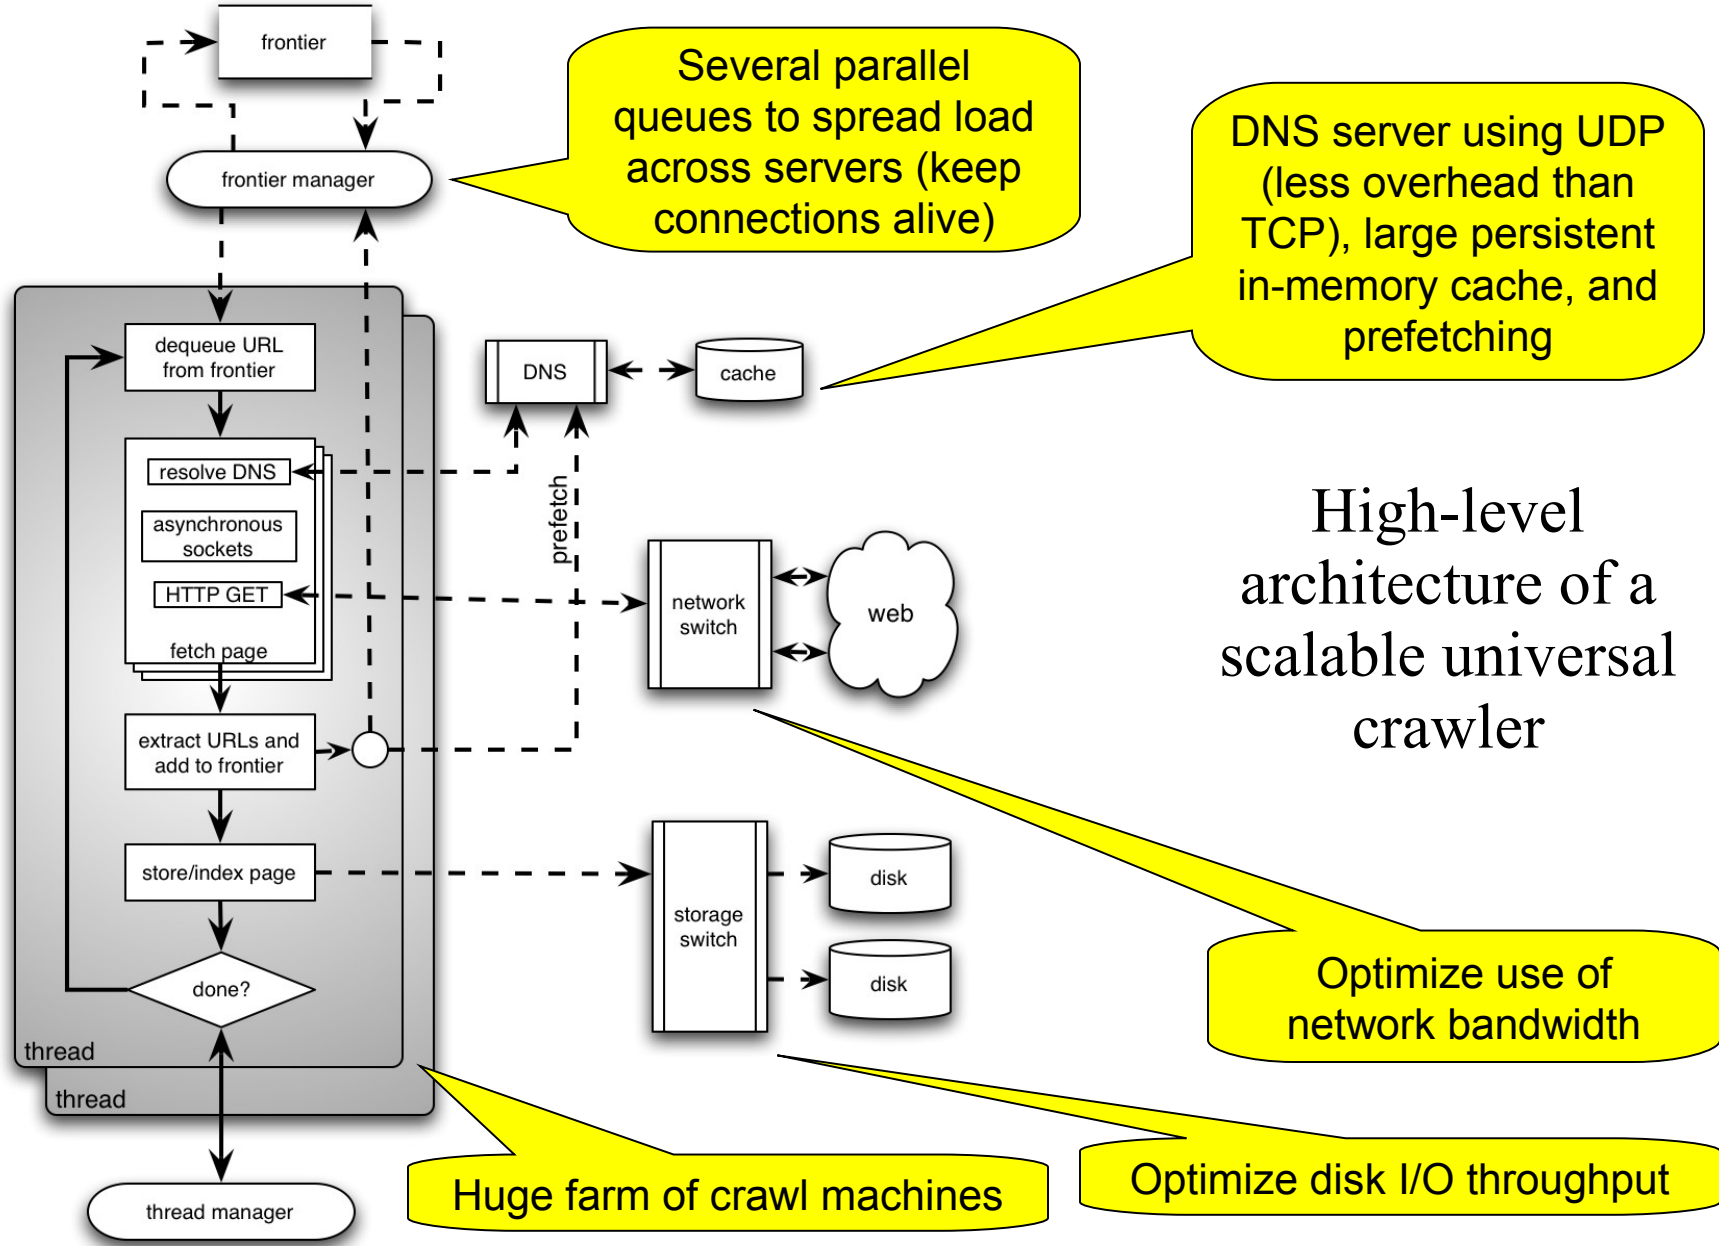 frontier
Several parallel
queues to spread load
across servers (keep
connections alive)
DNS server using UDP
(less overhead than
TCP), large persistent
in-memory cache, and
prefetching
frontier manager
dequeue URL
from frontier
DNS
cache
resolve DNS
asynchronous
sockets
HTTP GET
fetch page
prefetch
network
switch
web
High-level
architecture of a
scalable universal
crawler
extract URLs and
add to frontier
store/index page
storage
switch
disk
disk
done?
thread
thread
thread manager
Optimize use of
network bandwidth
Optimize disk I/O throughput
Huge farm of crawl machines